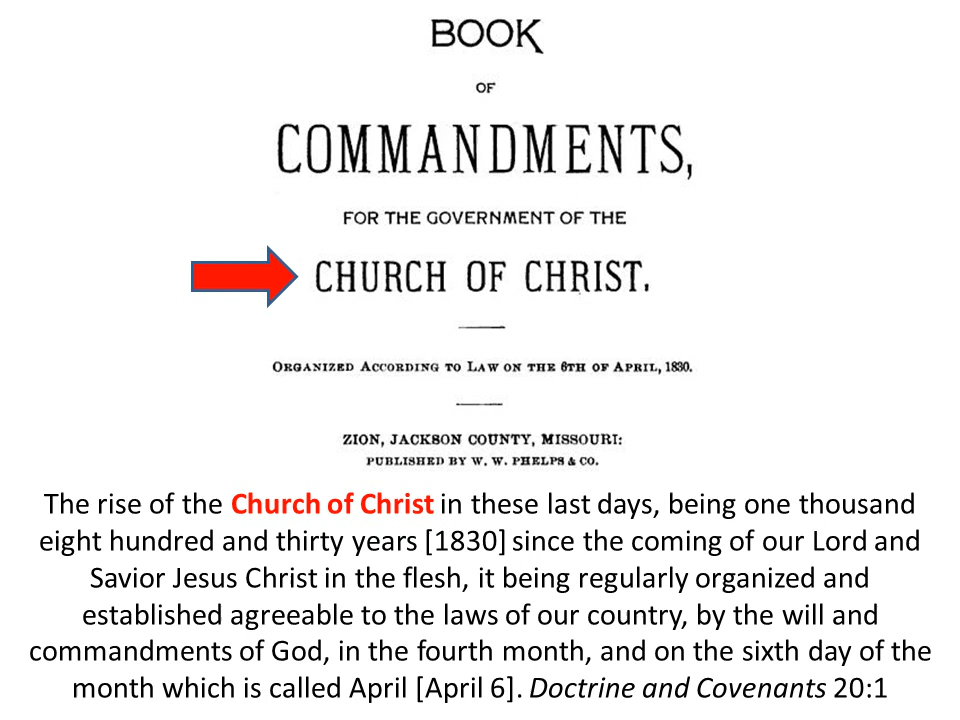 BOOK
OF
COMMANDMENTS,
FOR THE GOVERNMENT OF THE
CHURCH OF CHRIST.
ORGANIZED ACCORDING TO LAW ON THE 6TH OF APRIL, 1830.
ZION, JACKSON COUNTY, MISSOURI:
PUBLISHED BY W. W. PHELPS & CO.
The rise of the Church of Christ in these last days, being one thousand
eight hundred and thirty years [1830] since the coming of our Lord and
Savior Jesus Christ in the flesh, it being regularly organized and
established agreeable to the laws of our country, by the will and
commandments of God, in the fourth month, and on the sixth day of the
month which is called April [April 6]. Doctrine and Covenants 20:1